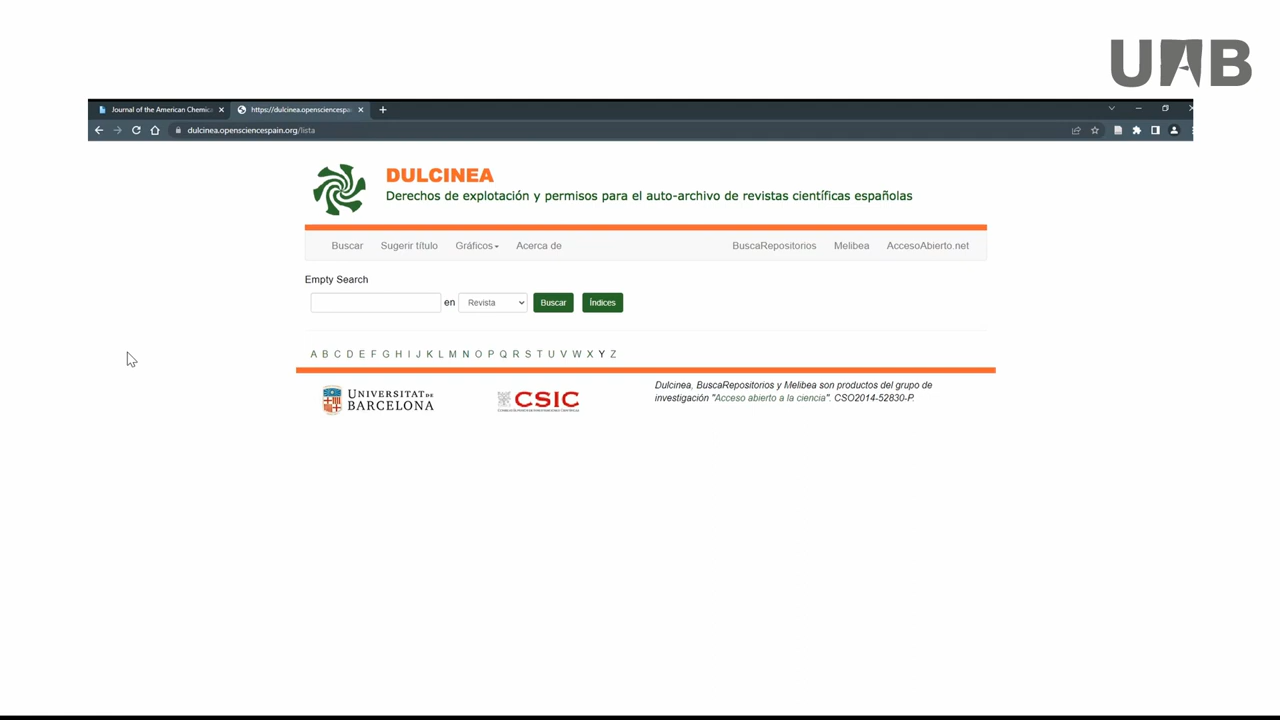 UAB
Journal of the American Chemic
https://dulcinea.opensciencespa
dulcinea.opensciencespain.org/lista
DULCINEA
Derechos de explotación y permisos para el auto-archivo de revistas científicas españolas
Buscar Sugerir título Gráficos Acerca de BuscaRepositorios Melibea AccesoAbierto.net
Empty Search
en Revista Buscar Índices
A B C D E F G H I J K L M N O P Q R S T U V W X Y Z
UNIVERSITAT DE
BARCELONA
CSIC
Dulcinea, BuscaRepositorios y Melibea son productos del grupo de
investigación "Acceso abierto a la ciencia". CSO2014-52830-P.